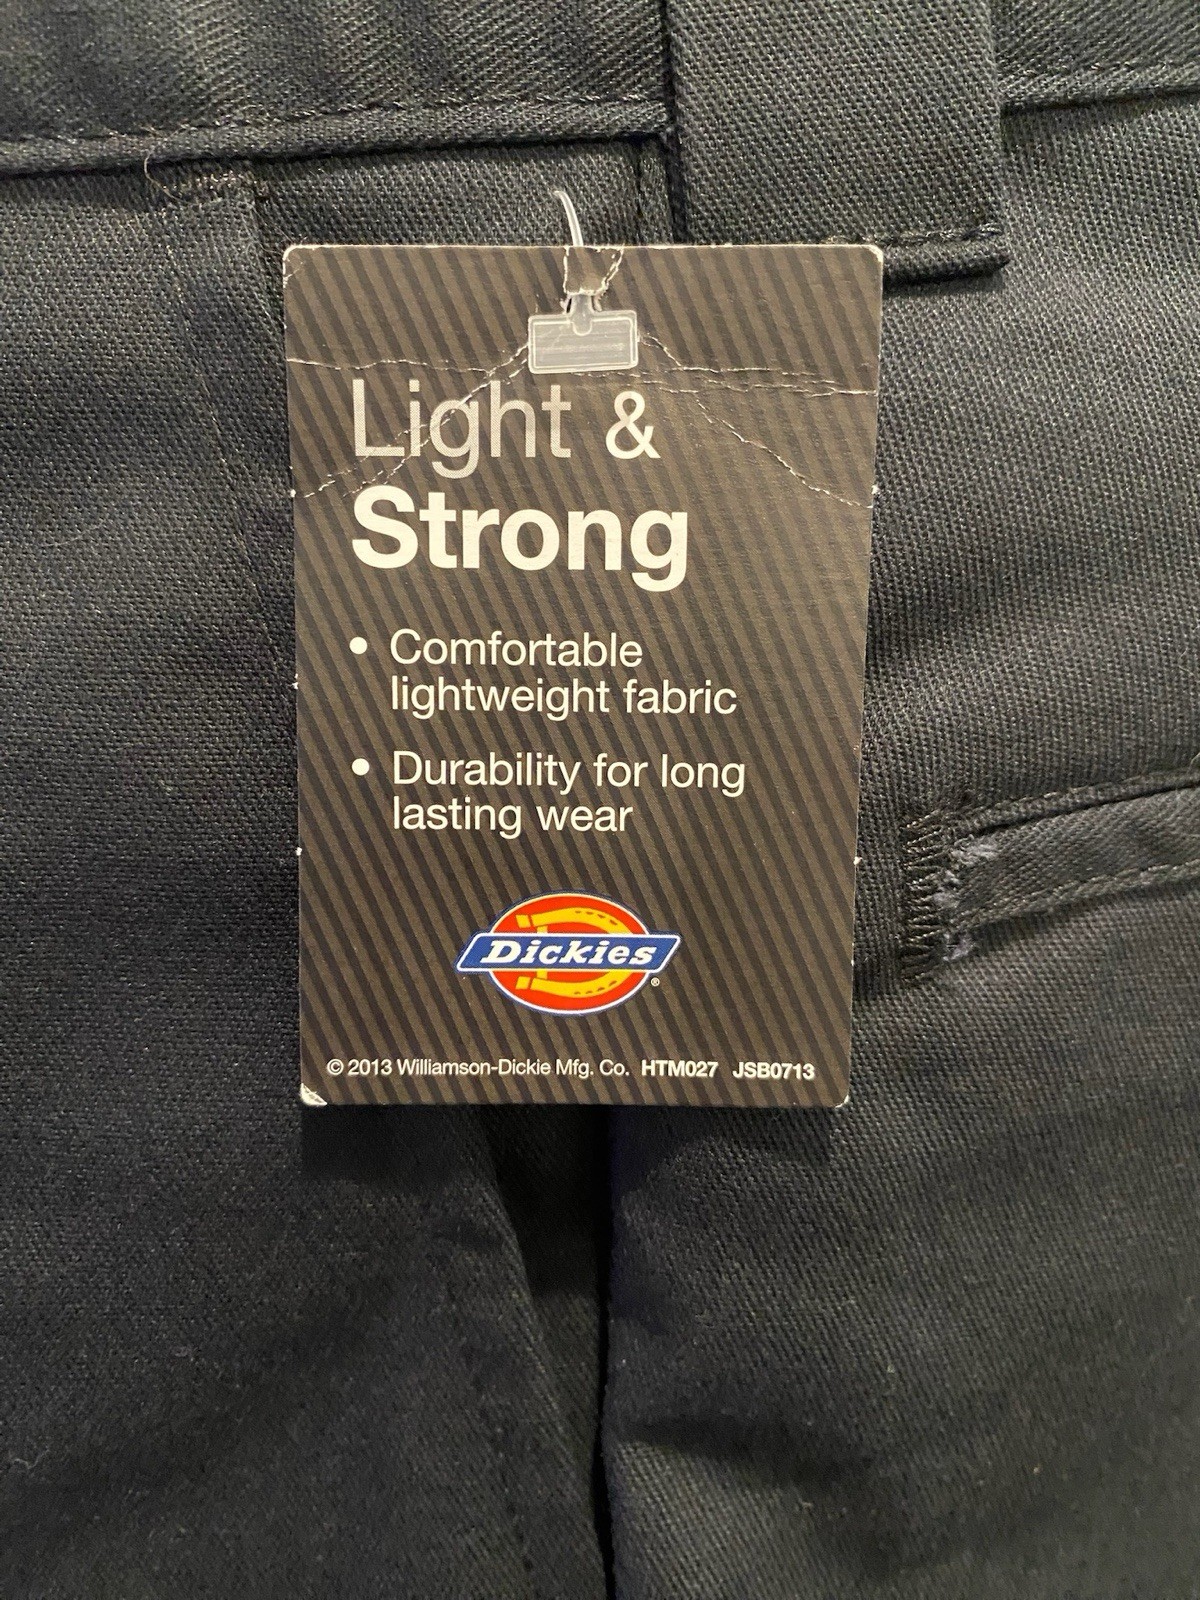 Light &
Strong
• Comfortable
lightweight fabric
• Durability for long
lasting wear
Dickies®
© 2013 Williamson-Dickie Mfg. Co. HTM027 JSB0713